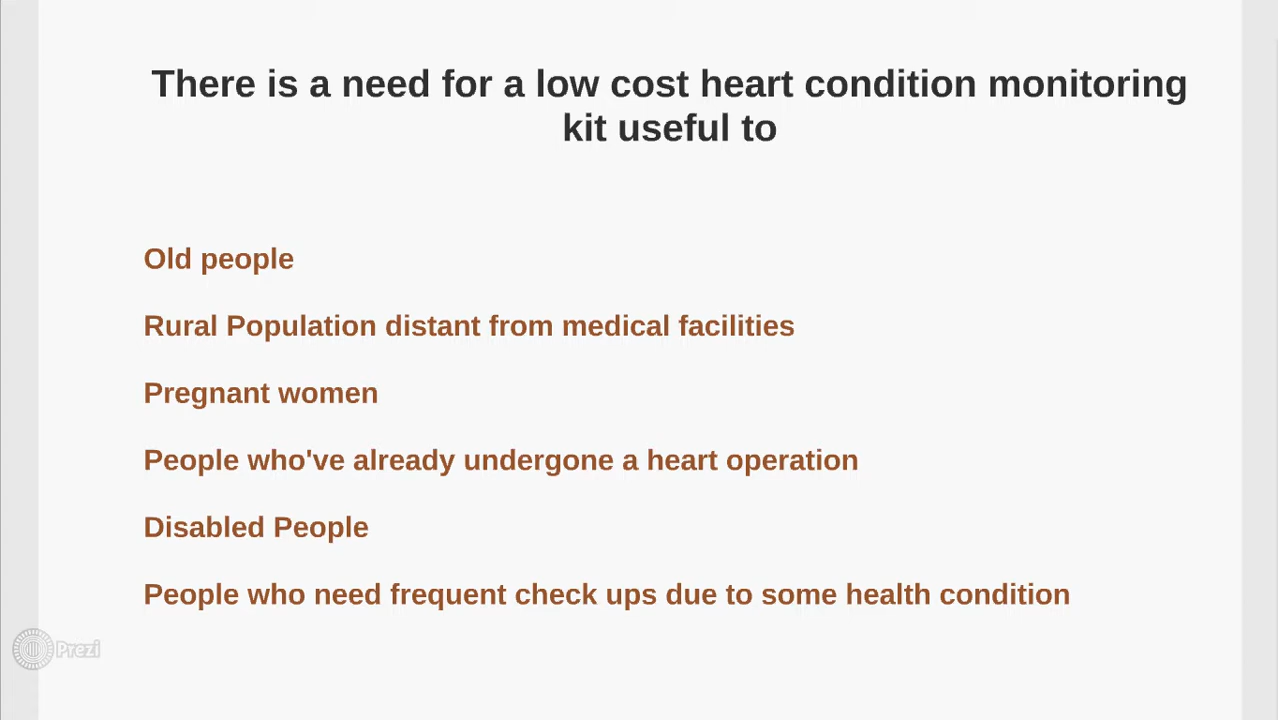 There is a need for a low cost heart condition monitoring
kit useful to
Old people
Rural Population distant from medical facilities
Pregnant women
People who've already undergone a heart operation
Disabled People
People who need frequent check ups due to some health condition
Prezi